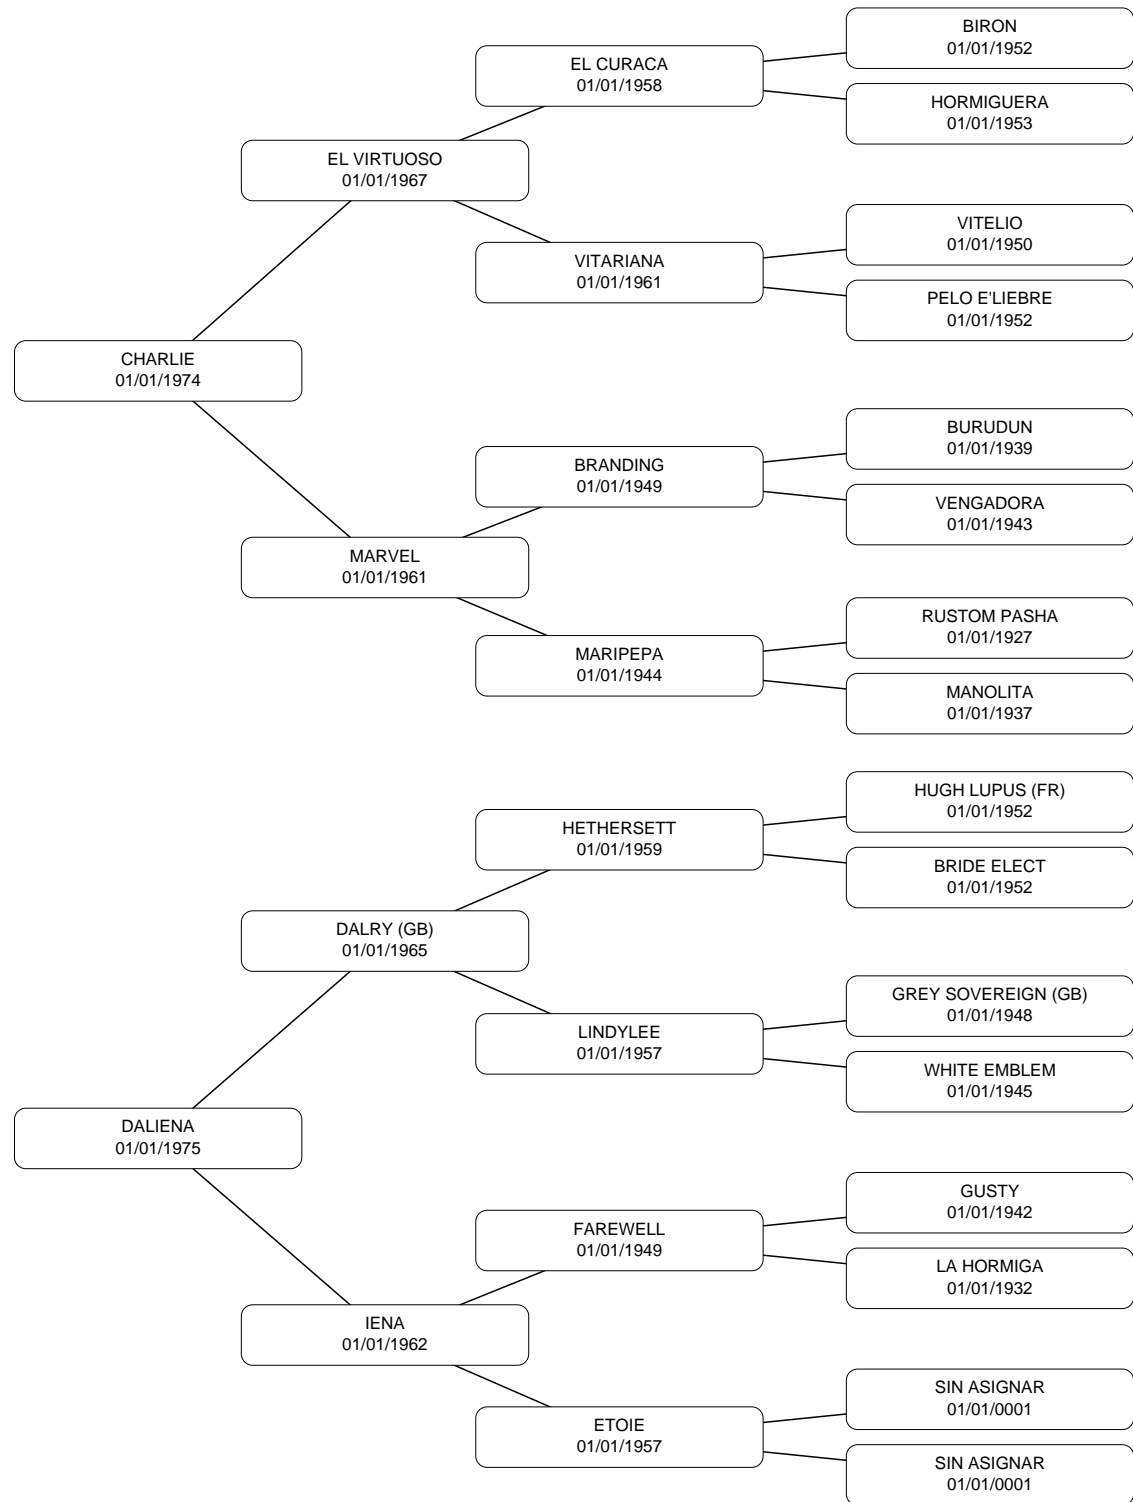 BIRON
01/01/1952
EL CURACA
01/01/1958
HORMIGUERA
01/01/1953
EL VIRTUOSO
01/01/1967
VITELIO
01/01/1950
VITARIANA
01/01/1961
PELO E'LIEBRE
01/01/1952
CHARLIE
01/01/1974
BURUDUN
01/01/1939
BRANDING
01/01/1949
VENGADORA
01/01/1943
MARVEL
01/01/1961
RUSTOM PASHA
01/01/1927
MARIPEPA
01/01/1944
MANOLITA
01/01/1937
HUGH LUPUS (FR)
01/01/1952
HETHERSETT
01/01/1959
BRIDE ELECT
01/01/1952
DALRY (GB)
01/01/1965
GREY SOVEREIGN (GB)
01/01/1948
LINDYLEE
01/01/1957
WHITE EMBLEM
01/01/1945
DALIENA
01/01/1975
GUSTY
01/01/1942
FAREWELL
01/01/1949
LA HORMIGA
01/01/1932
IENA
01/01/1962
SIN ASIGNAR
01/01/0001
ETOIE
01/01/1957
SIN ASIGNAR
01/01/0001